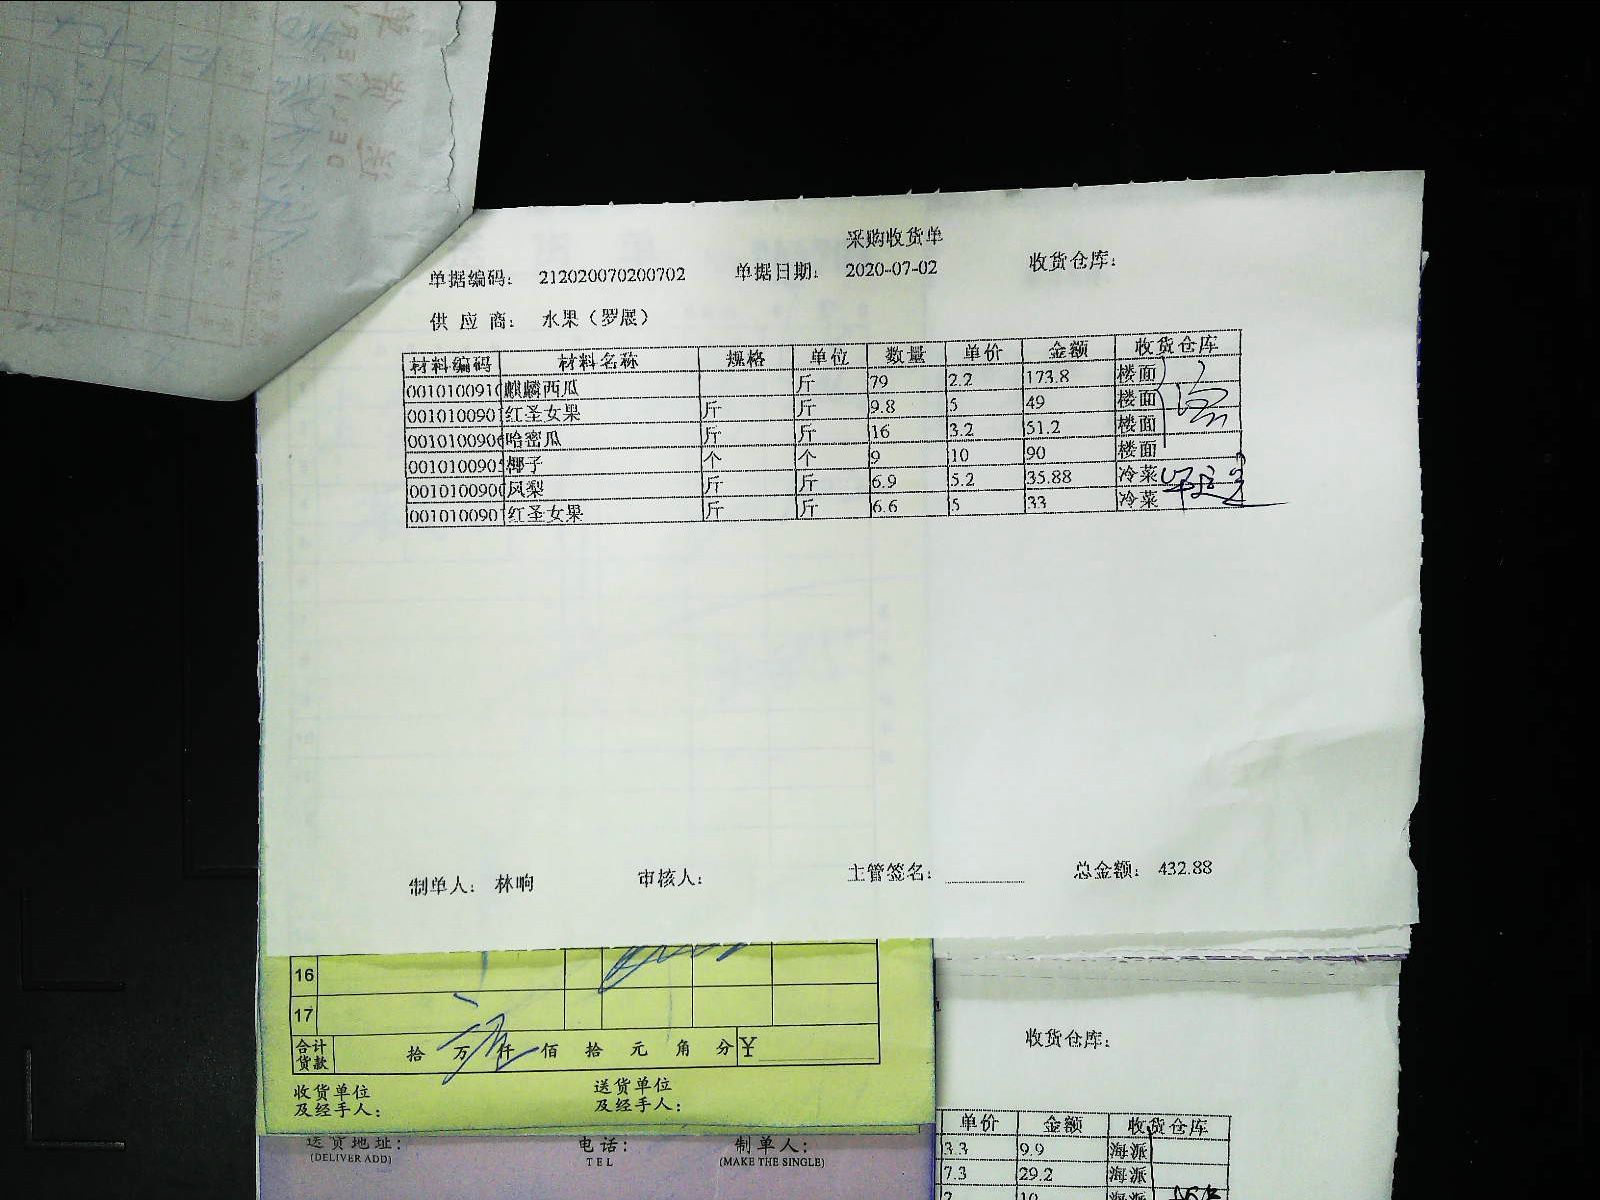 采购收货单
单据编码: 212020070200702 单据日期: 2020-07-02 收货仓库:
供 应 商: 水果(罗展)
材料编码 材料名称 规格 单位 数量 单价 金额 收货仓库
0010100910 麒麟西瓜 斤 79 2.2 173.8 楼面
001010090 红圣女果 斤 斤 9.8 5 49 楼面
001010090 哈密瓜 斤 斤 16 3.2 51.2 楼面
001010090 椰子 个 个 9 10 90 楼面
001010090 凤梨 斤 斤 6.9 5.2 35.88 冷菜
001010090 红圣女果 斤 斤 6.6 5 33 冷菜
制单人: 林响 审核人: 主管签名: 总金额: 432.88
16
17
合计货款 拾 万 仟 佰 拾 元 角 分 ¥
收货单位及经手人: 送货单位及经手人:
送货地址: 电话: 制单人:
(DELIVER ADD) TEL (MAKE THE SINGLE)
收货仓库:
单价 金额 收货仓库
3.3 9.9 海派
7.3 29.2 海派
10 海派